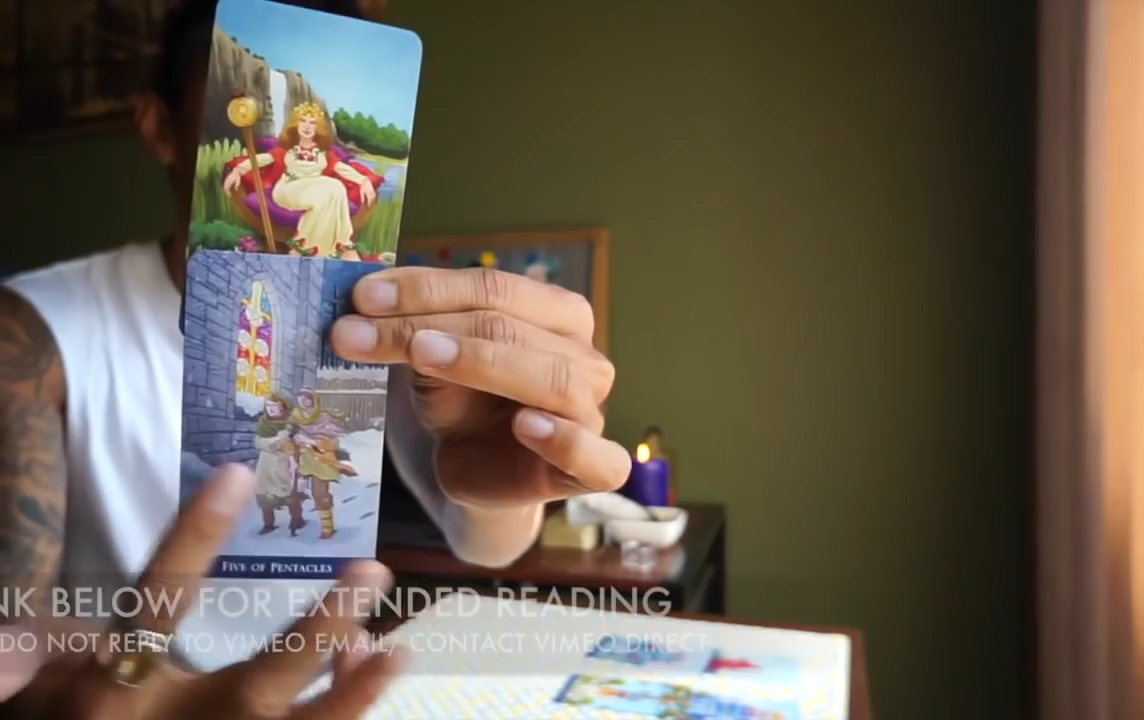 FIVE OF PENTACLES
NK BELOW FOR EXTENDED READING
DO NOT REPLY TO VIMEO EMAIL/ CONTACT VIMEO DIRECT